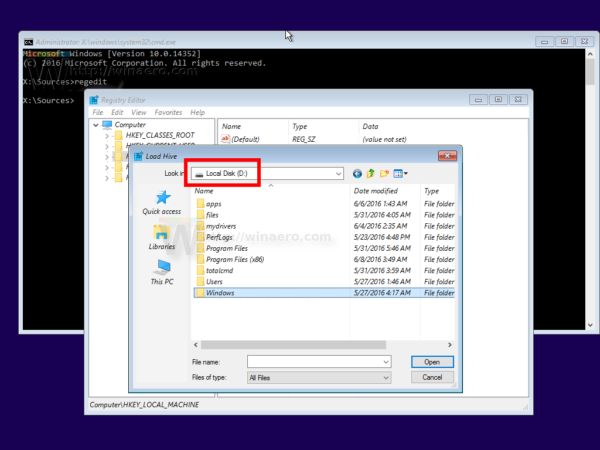 Administrator: X:\windows\system32\cmd.exe
Microsoft Windows [Version 10.0.14352]
(c) 2016 Microsoft Corporation. All rights reserved.
http://winaero.com
X:\Sources>regedit
X:\Sources>
Registry Editor
File Edit View Favorites Help
Computer
HKEY_CLASSES_ROOT
Name Type Data
(Default) REG_SZ (value not set)
Load Hive
Look in: Local Disk (D:)
Name Date modified Type
apps 6/6/2016 1:43 AM File folder
files 5/31/2016 4:05 AM File folder
mydrivers 6/4/2016 2:35 AM File folder
PerfLogs 5/23/2016 4:48 PM File folder
Program Files 5/31/2016 5:46 AM File folder
Program Files (x86) 6/8/2016 3:49 AM File folder
totalcmd 5/31/2016 3:59 AM File folder
Users 5/27/2016 1:46 AM File folder
Windows 5/27/2016 4:17 AM File folder
Quick access
Libraries
This PC
http://winaero.com
File name: Open
Files of type: All Files Cancel
Computer\HKEY_LOCAL_MACHINE